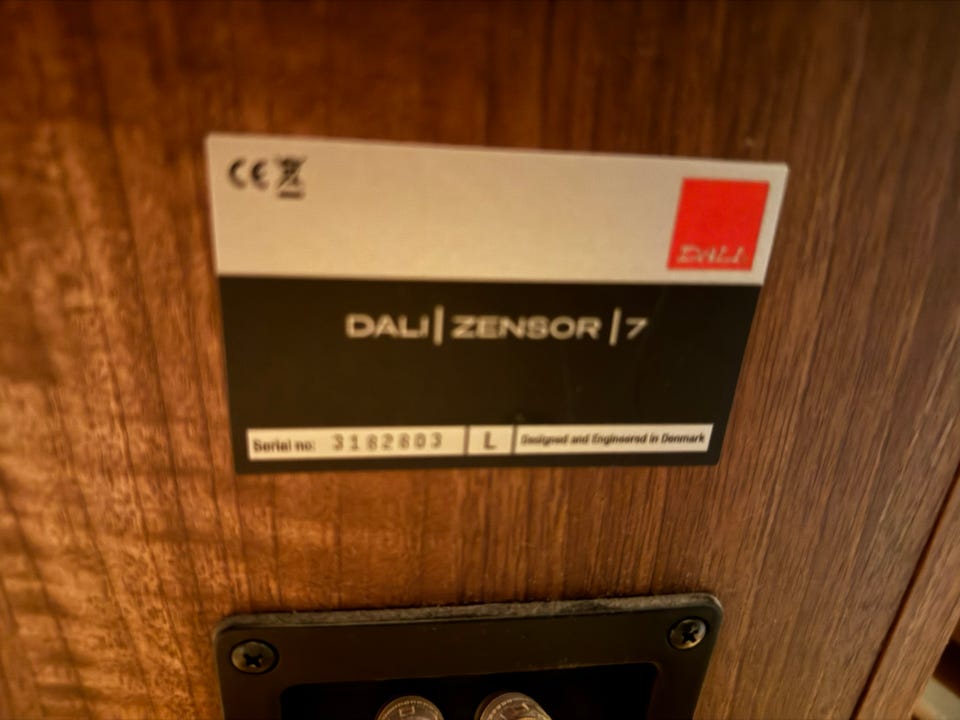 CE
DALI
DALI | ZENSOR | 7
Serial no: 3182803 L Designed and Engineered in Denmark